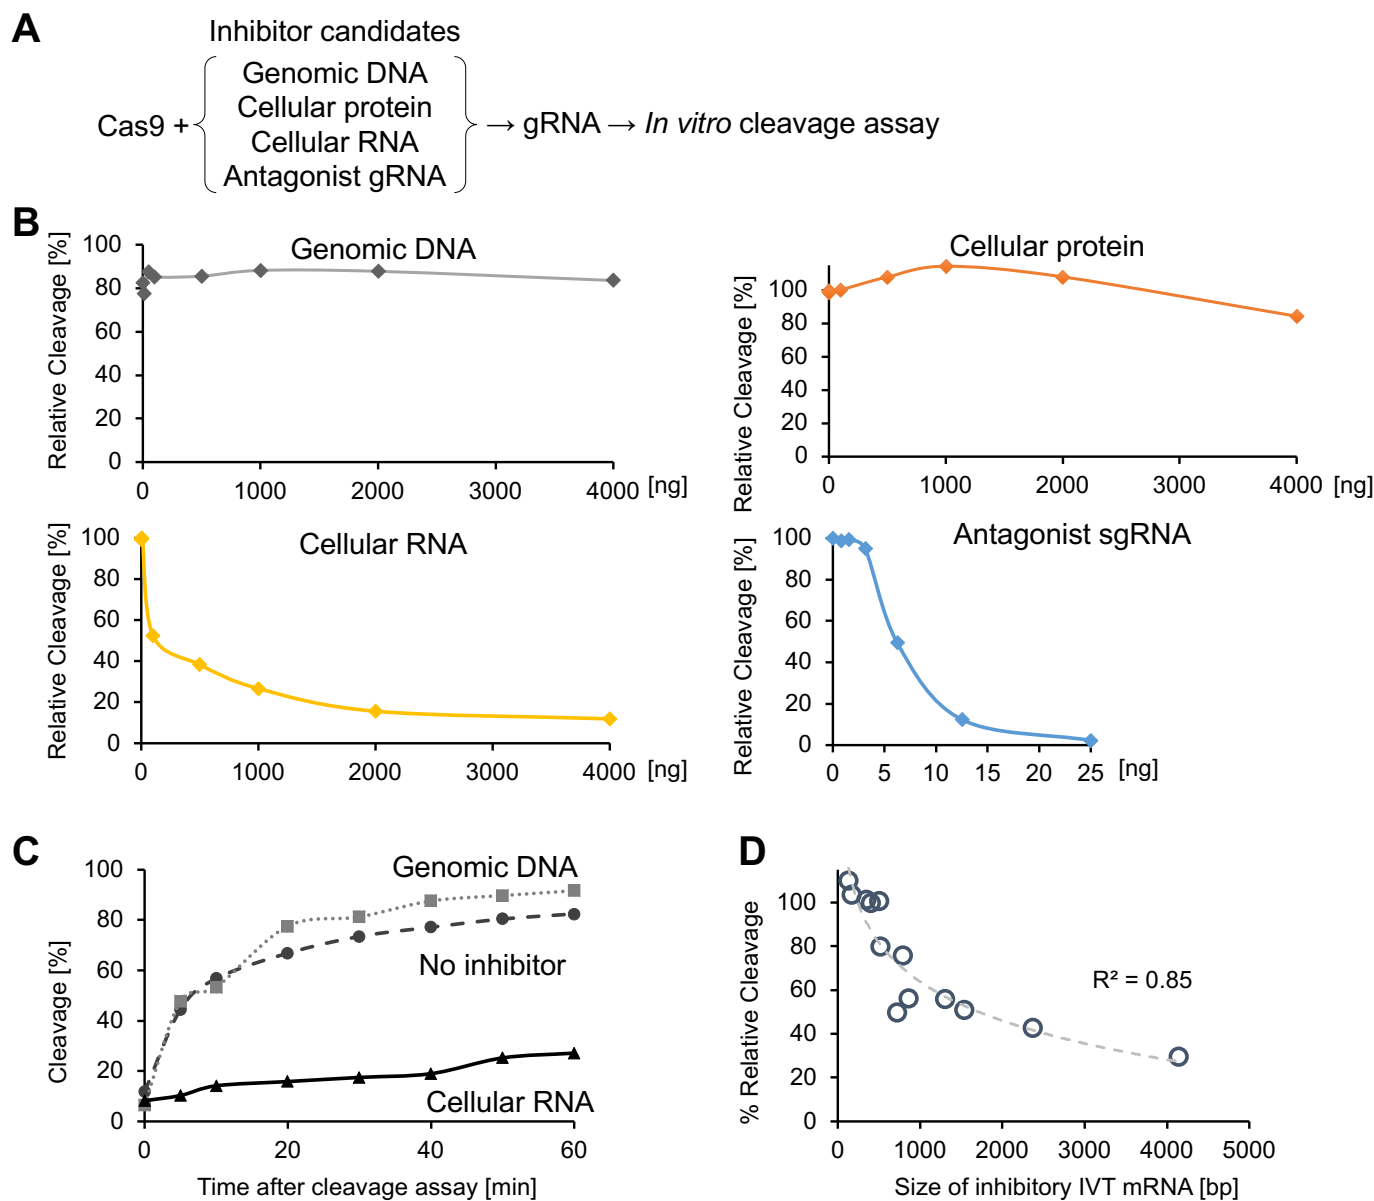 A
Inhibitor candidates
Genomic DNA
Cellular protein
Cellular RNA
Antagonist gRNA
Cas9 +
→ gRNA → In vitro cleavage assay
B
Genomic DNA
Relative Cleavage [%]
100
80
60
40
20
0
0 1000 2000 3000 4000 [ng]
Cellular protein
Relative Cleavage [%]
100
80
60
40
20
0
0 1000 2000 3000 4000 [ng]
Cellular RNA
Relative Cleavage [%]
100
80
60
40
20
0
0 1000 2000 3000 4000 [ng]
Antagonist sgRNA
Relative Cleavage [%]
100
80
60
40
20
0
0 5 10 15 20 25 [ng]
C
Genomic DNA
No inhibitor
Cellular RNA
Cleavage [%]
100
80
60
40
20
0
0 20 40 60
Time after cleavage assay [min]
D
R² = 0.85
% Relative Cleavage
100
80
60
40
20
0
0 1000 2000 3000 4000 5000
Size of inhibitory IVT mRNA [bp]